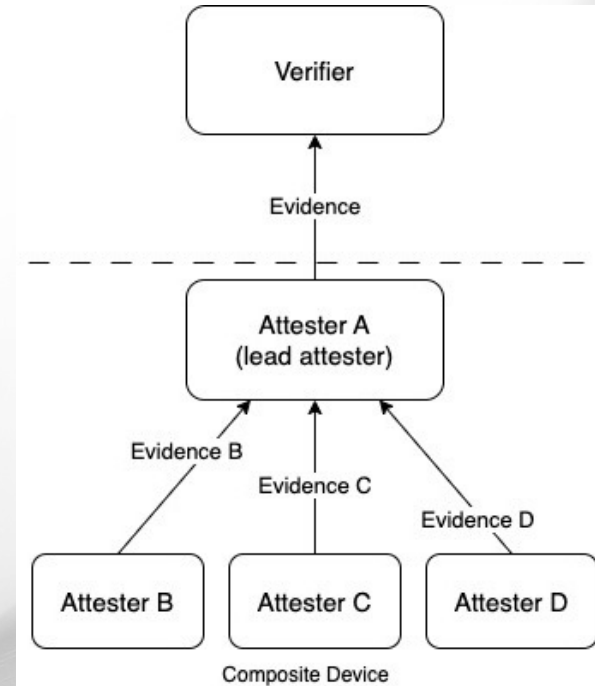 Verifier
Evidence
Attester A
(lead attester)
Evidence B
Evidence C
Evidence D
Attester B
Attester C
Attester D
Composite Device